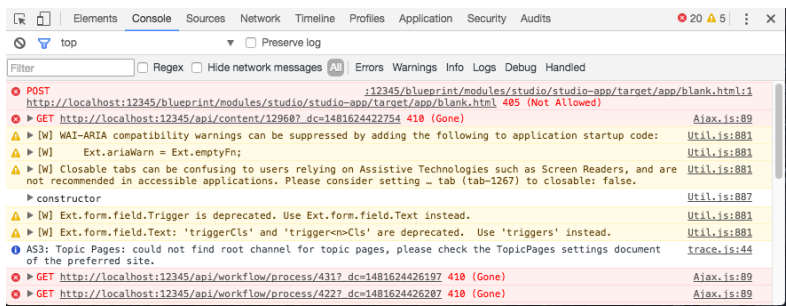 Elements Console Sources Network Timeline Profiles Application Security Audits 20 5
top Preserve log
Filter Regex Hide network messages All Errors Warnings Info Logs Debug Handled
POST :12345/blueprint/modules/studio/studio-app/target/app/blank.html:1
http://localhost:12345/blueprint/modules/studio/studio-app/target/app/blank.html 405 (Not Allowed)
GET http://localhost:12345/api/content/12960?_dc=1481624422754 410 (Gone) Ajax.js:89
[W] WAI-ARIA compatibility warnings can be suppressed by adding the following to application startup code: Util.js:881
[W] Ext.ariaWarn = Ext.emptyFn; Util.js:881
[W] Closable tabs can be confusing to users relying on Assistive Technologies such as Screen Readers, and are Util.js:881
not recommended in accessible applications. Please consider setting … tab (tab-1267) to closable: false.
constructor Util.js:887
[W] Ext.form.field.Trigger is deprecated. Use Ext.form.field.Text instead. Util.js:881
[W] Ext.form.field.Text: 'triggerCls' and 'trigger<n>Cls' are deprecated. Use 'triggers' instead. Util.js:881
AS3: Topic Pages: could not find root channel for topic pages, please check the TopicPages settings document trace.js:44
of the preferred site.
GET http://localhost:12345/api/workflow/process/431?_dc=1481624426197 410 (Gone) Ajax.js:89
GET http://localhost:12345/api/workflow/process/422?_dc=1481624426207 410 (Gone) Ajax.js:89